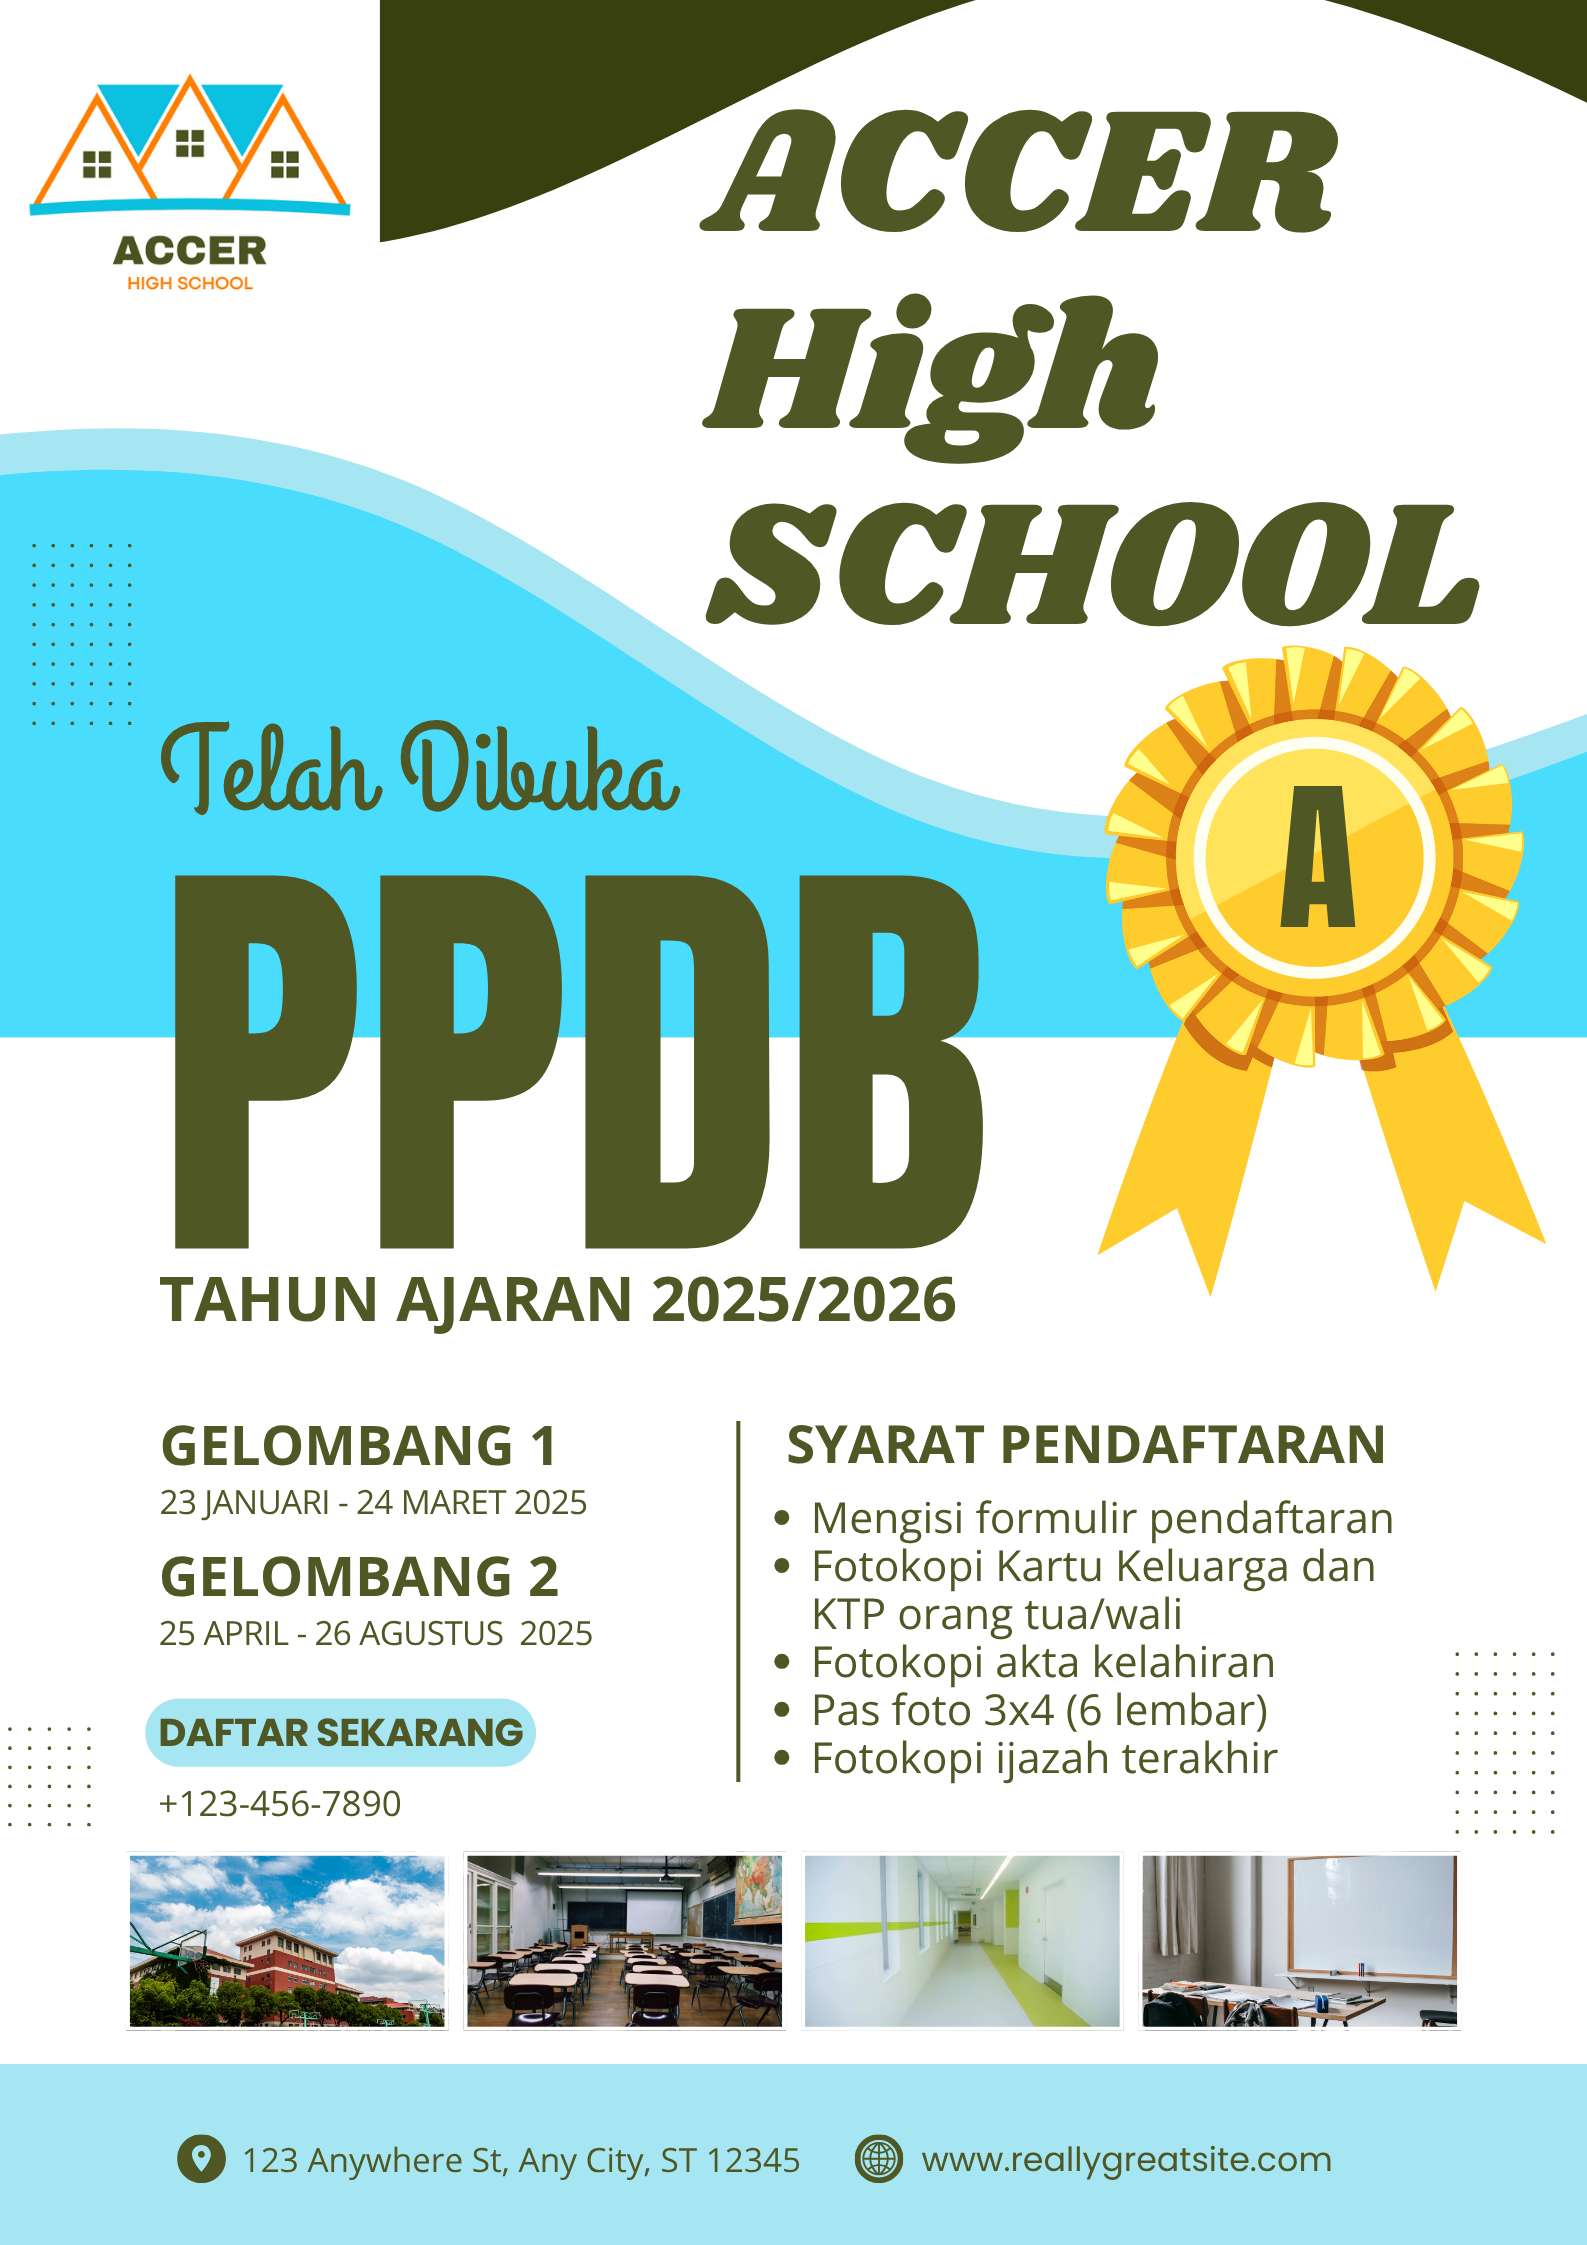 ACCER
HIGH SCHOOL
ACCER
High
SCHOOL
Telah Dibuka
A
PPDB
TAHUN AJARAN 2025/2026
GELOMBANG 1
23 JANUARI - 24 MARET 2025
GELOMBANG 2
25 APRIL - 26 AGUSTUS 2025
DAFTAR SEKARANG
+123-456-7890
SYARAT PENDAFTARAN
• Mengisi formulir pendaftaran
• Fotokopi Kartu Keluarga dan
KTP orang tua/wali
• Fotokopi akta kelahiran
• Pas foto 3x4 (6 lembar)
• Fotokopi ijazah terakhir
123 Anywhere St, Any City, ST 12345
www.reallygreatsite.com